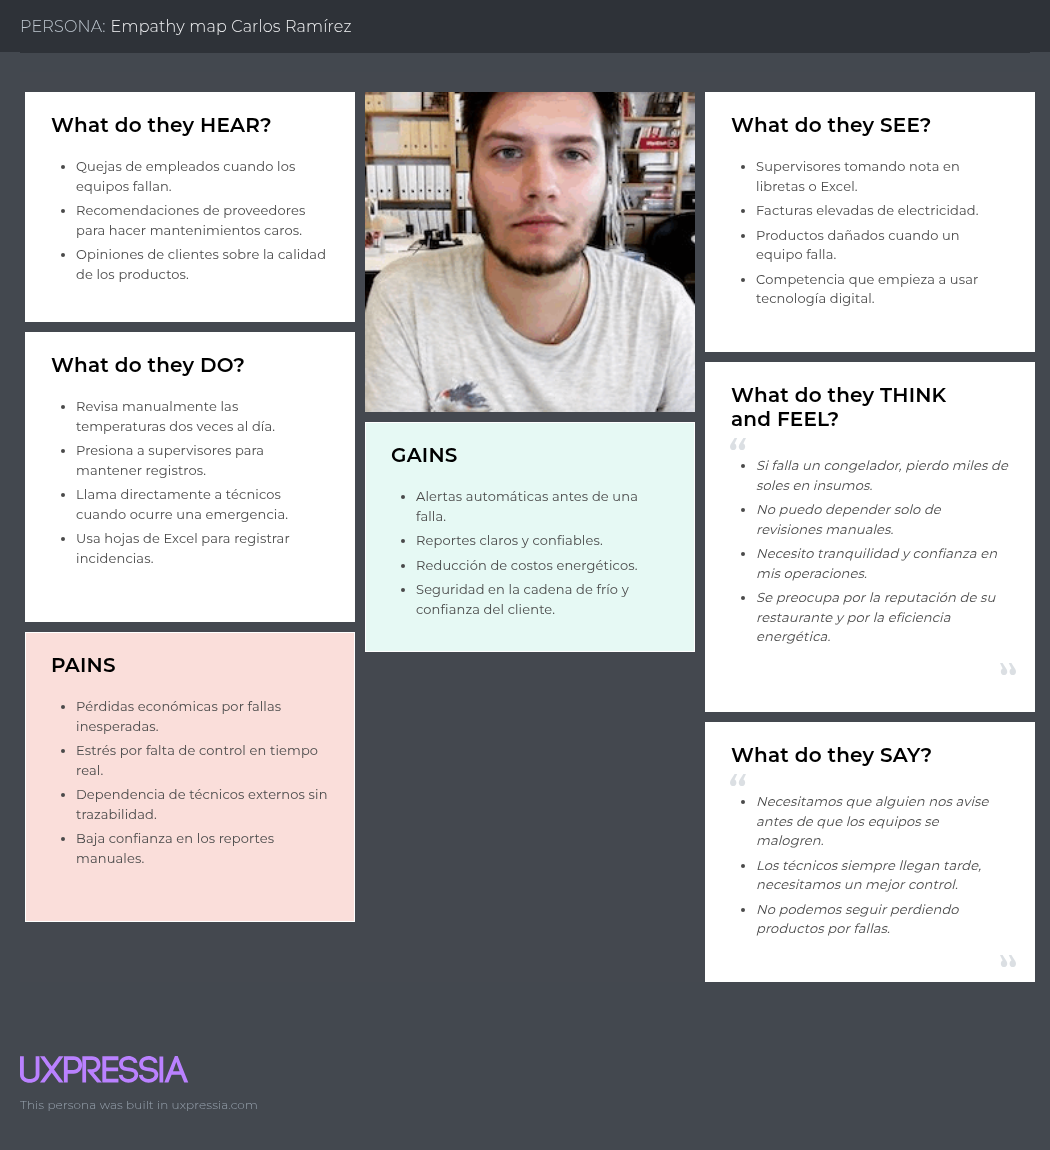 PERSONA: Empathy map Carlos Ramírez
What do they HEAR?
Quejas de empleados cuando los
equipos fallan.
Recomendaciones de proveedores
para hacer mantenimientos caros.
Opiniones de clientes sobre la calidad
de los productos.
What do they DO?
Revisa manualmente las
temperaturas dos veces al día.
Presiona a supervisores para
mantener registros.
Llama directamente a técnicos
cuando ocurre una emergencia.
Usa hojas de Excel para registrar
incidencias.
PAINS
Pérdidas económicas por fallas
inesperadas.
Estrés por falta de control en tiempo
real.
Dependencia de técnicos externos sin
trazabilidad.
Baja confianza en los reportes
manuales.
GAINS
Alertas automáticas antes de una
falla.
Reportes claros y confiables.
Reducción de costos energéticos.
Seguridad en la cadena de frío y
confianza del cliente.
What do they SEE?
Supervisores tomando nota en
libretas o Excel.
Facturas elevadas de electricidad.
Productos dañados cuando un
equipo falla.
Competencia que empieza a usar
tecnología digital.
What do they THINK
and FEEL?
“
Si falla un congelador, pierdo miles de
soles en insumos.
No puedo depender solo de
revisiones manuales.
Necesito tranquilidad y confianza en
mis operaciones.
Se preocupa por la reputación de su
restaurante y por la eficiencia
energética.
”
What do they SAY?
“
Necesitamos que alguien nos avise
antes de que los equipos se
malogren.
Los técnicos siempre llegan tarde,
necesitamos un mejor control.
No podemos seguir perdiendo
productos por fallas.
”
UXPRESSIA
This persona was built in uxpressia.com